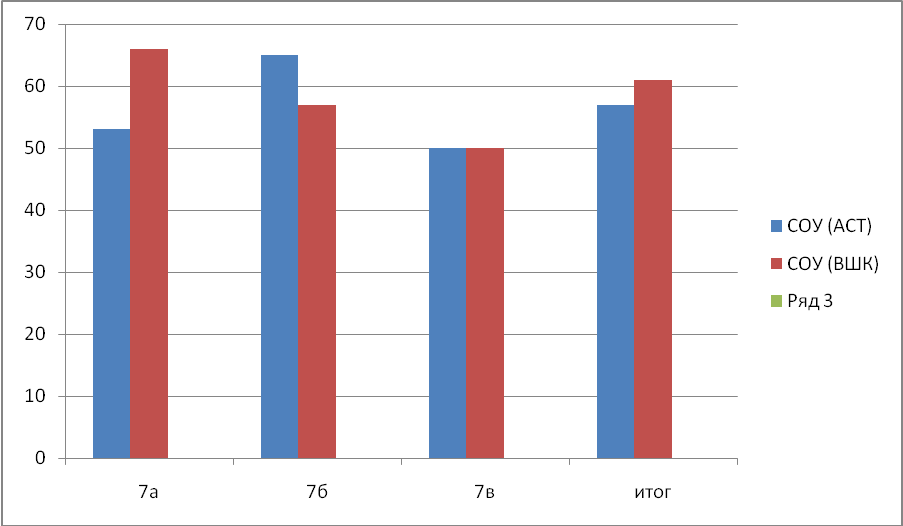 70
60
50
40
30
20
10
0
7а
7б
7в
итог
СОУ (АСТ)
СОУ (ВШК)
Ряд 3